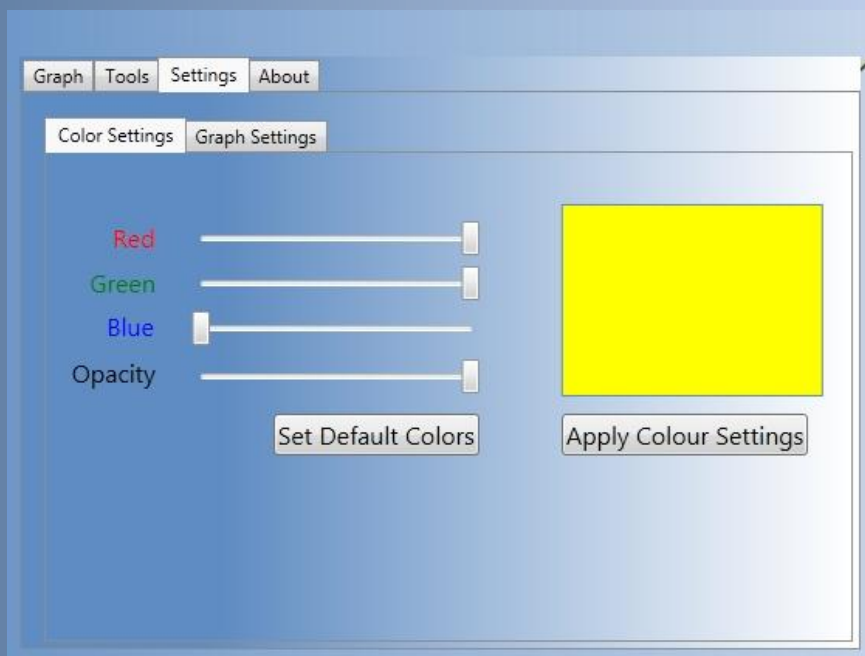 Graph Tools Settings About
Color Settings Graph Settings
Red
Green
Blue
Opacity
Set Default Colors Apply Colour Settings